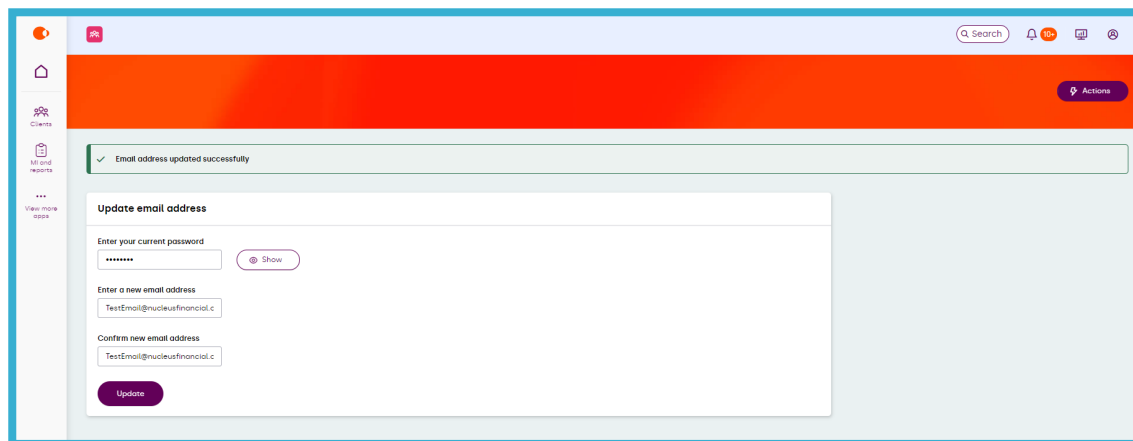 Search
10+
Actions
Clients
MI and
reports
View more
apps
Email address updated successfully
Update email address
Enter your current password
••••••••
Show
Enter a new email address
TestEmail@nucleusfinancial.c
Confirm new email address
TestEmail@nucleusfinancial.c
Update